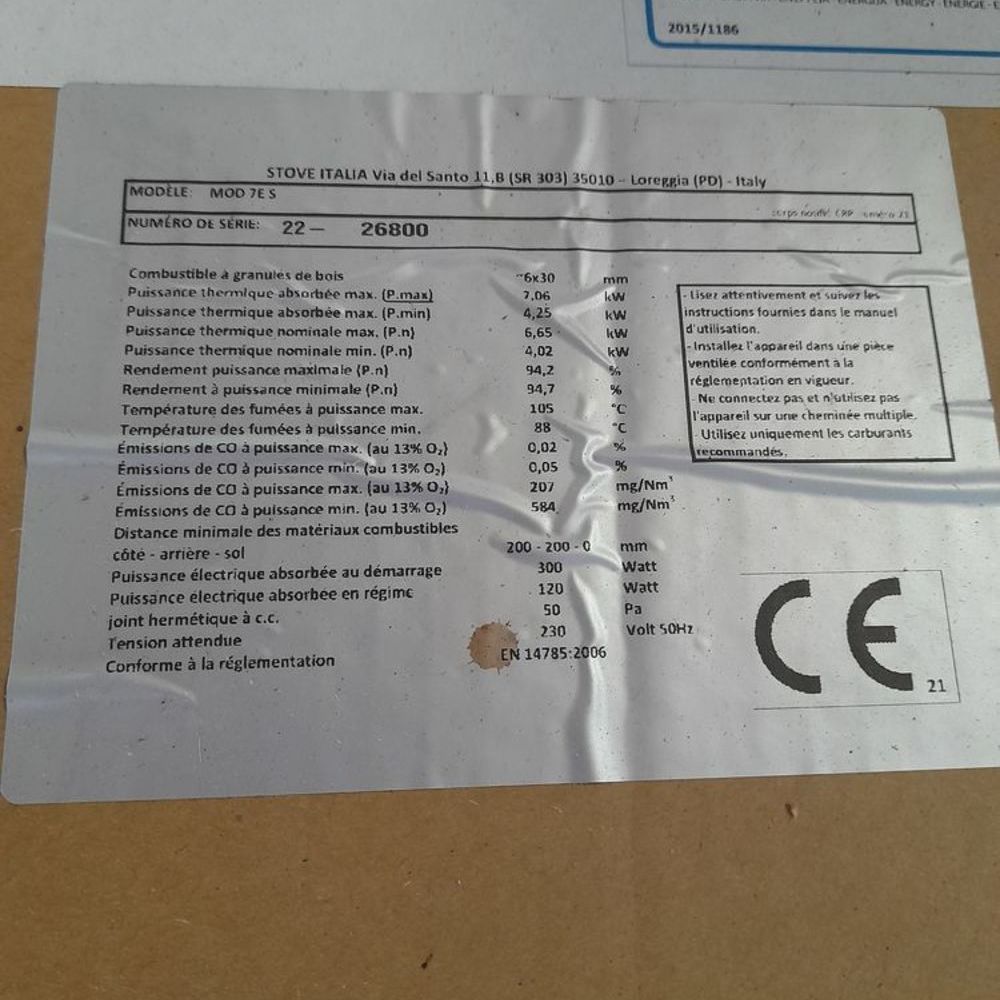 ENERGY · ENERGIE
2015/1186
STOVE ITALIA Via del Santo 11,B (SR 303) 35010 – Loreggia (PD) - Italy
MODÈLE: MOD 7E S
NUMÉRO DE SÉRIE: 22 – 26800
Combustible à granulés de bois ~6x30 mm
Puissance thermique absorbée max. (P.max) 7,06 kW
Puissance thermique absorbée max. (P.min) 4,25 kW
Puissance thermique nominale max. (P.n) 6,65 kW
Puissance thermique nominale min. (P.n) 4,02 kW
Rendement puissance maximale (P.n) 94,2 %
Rendement à puissance minimale (P.n) 94,7 %
Température des fumées à puissance max. 105 °C
Température des fumées à puissance min. 88 °C
Émissions de CO à puissance max. (au 13% O₂) 0,02 %
Émissions de CO à puissance min. (au 13% O₂) 0,05 %
Émissions de CO à puissance max. (au 13% O₂) 207 mg/Nm³
Émissions de CO à puissance min. (au 13% O₂) 584 mg/Nm³
Distance minimale des matériaux combustibles
côté - arrière - sol 200 - 200 - 0 mm
Puissance électrique absorbée au démarrage 300 Watt
Puissance électrique absorbée en régime 120 Watt
joint hermétique à c.c. 50 Pa
Tension attendue 230 Volt 50Hz
Conforme à la réglementation EN 14785:2006
- Lisez attentivement et suivez les
instructions fournies dans le manuel
d'utilisation.
- Installez l'appareil dans une pièce
ventilée conformément à la
réglementation en vigueur.
- Ne connectez pas et n'utilisez pas
l'appareil sur une cheminée multiple.
- Utilisez uniquement les carburants
recommandés.
CE
21